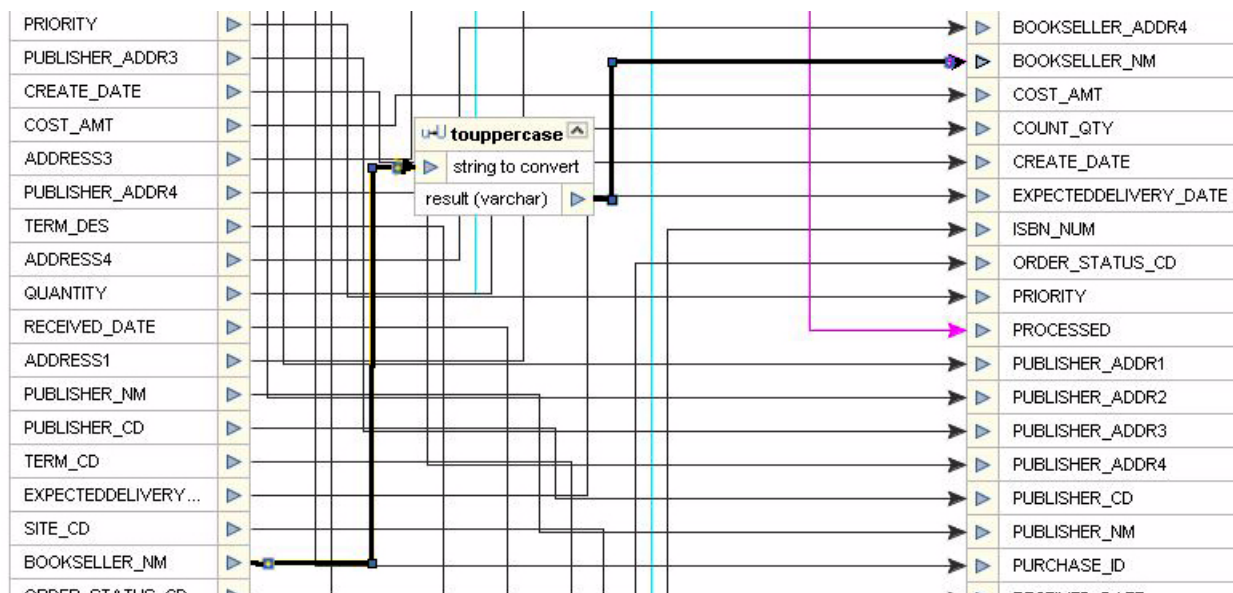 PRIORITY
PUBLISHER_ADDR3
CREATE_DATE
COST_AMT
ADDRESS3
PUBLISHER_ADDR4
TERM_DES
ADDRESS4
QUANTITY
RECEIVED_DATE
ADDRESS1
PUBLISHER_NM
PUBLISHER_CD
TERM_CD
EXPECTEDDELIVERY...
SITE_CD
BOOKSELLER_NM
ORDER_STATUS_CD
touppercase
string to convert
result (varchar)
BOOKSELLER_ADDR4
BOOKSELLER_NM
COST_AMT
COUNT_QTY
CREATE_DATE
EXPECTEDDELIVERY_DATE
ISBN_NUM
ORDER_STATUS_CD
PRIORITY
PROCESSED
PUBLISHER_ADDR1
PUBLISHER_ADDR2
PUBLISHER_ADDR3
PUBLISHER_ADDR4
PUBLISHER_CD
PUBLISHER_NM
PURCHASE_ID